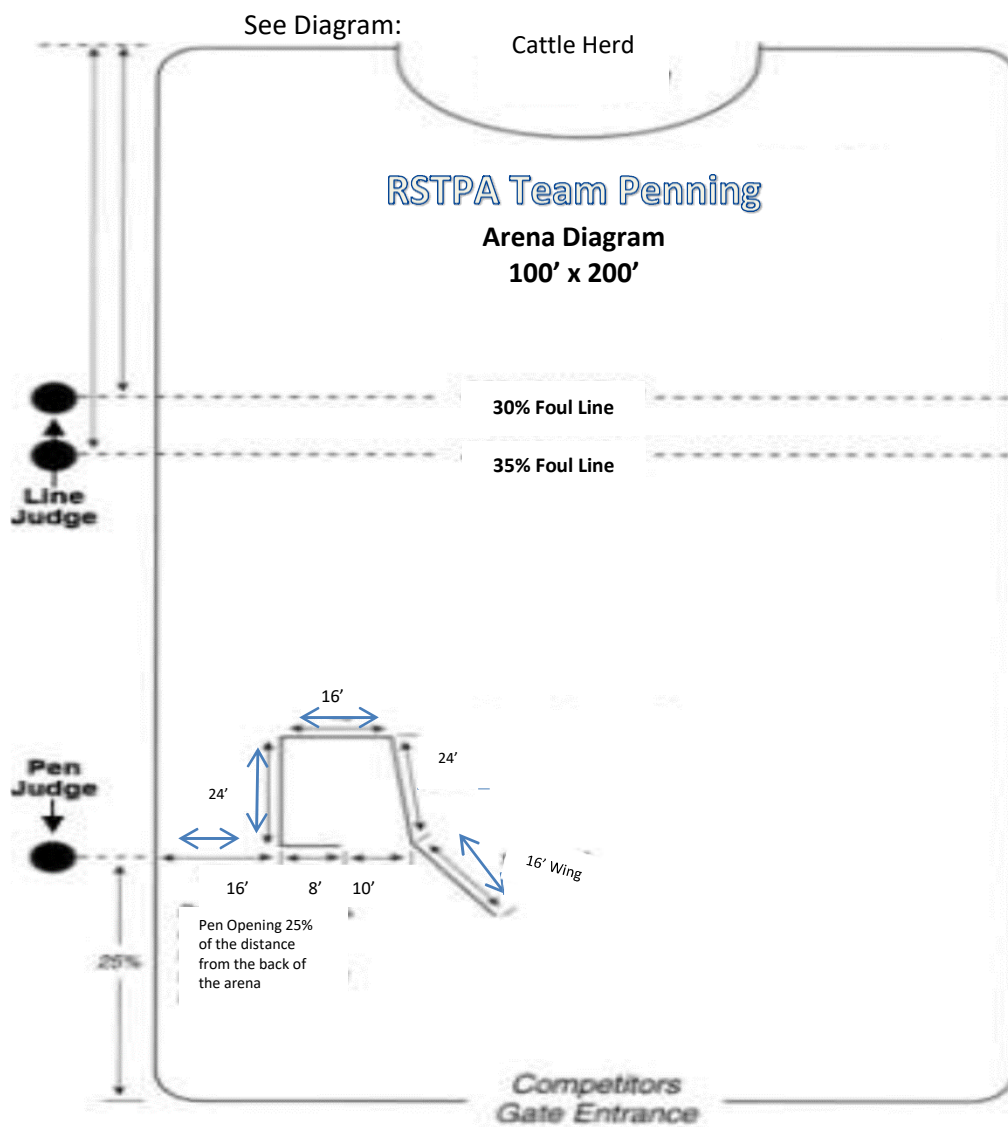 See Diagram:
Cattle Herd
RSTPA Team Penning
Arena Diagram
100’ x 200’
30% Foul Line
35% Foul Line
Line
Judge
16’
24’
Pen
Judge
24’
16’ Wing
16’ 8’ 10’
Pen Opening 25%
of the distance
from the back of
the arena
25%
Competitors
Gate Entrance